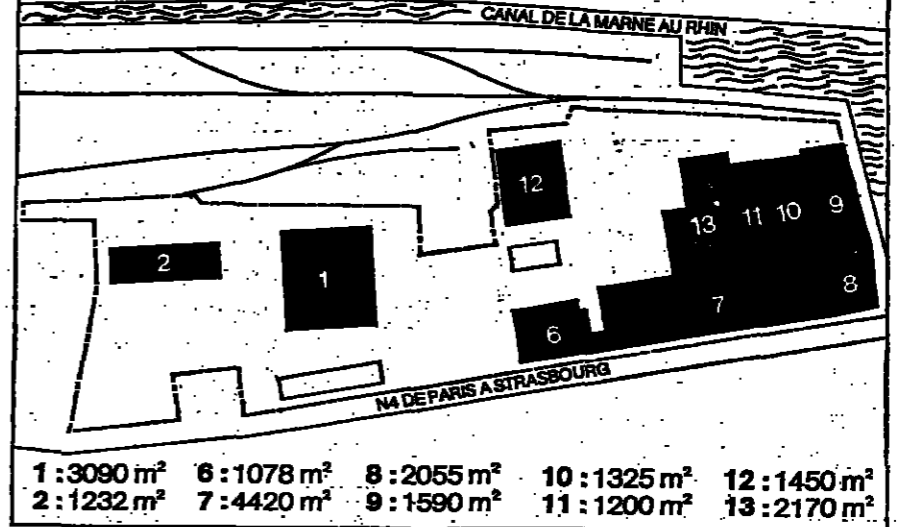 CANAL DE LA MARNE AU RHIN
12
13 11 10 9
2
1
8
7
6
N4 DE PARIS A STRASBOURG
1 : 3090 m² 6 : 1078 m² 8 : 2055 m² 10 : 1325 m² 12 : 1450 m²
2 : 1232 m² 7 : 4420 m² 9 : 1590 m² 11 : 1200 m² 13 : 2170 m²